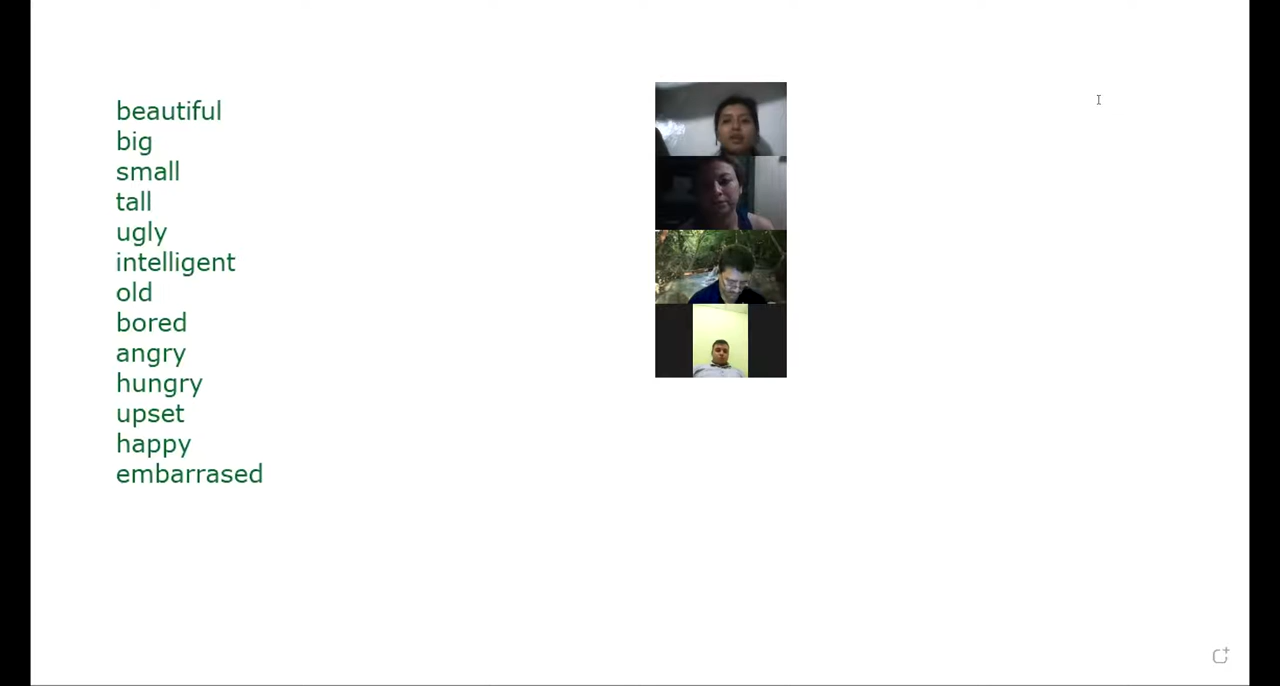 beautiful
big
small
tall
ugly
intelligent
old
bored
angry
hungry
upset
happy
embarrased